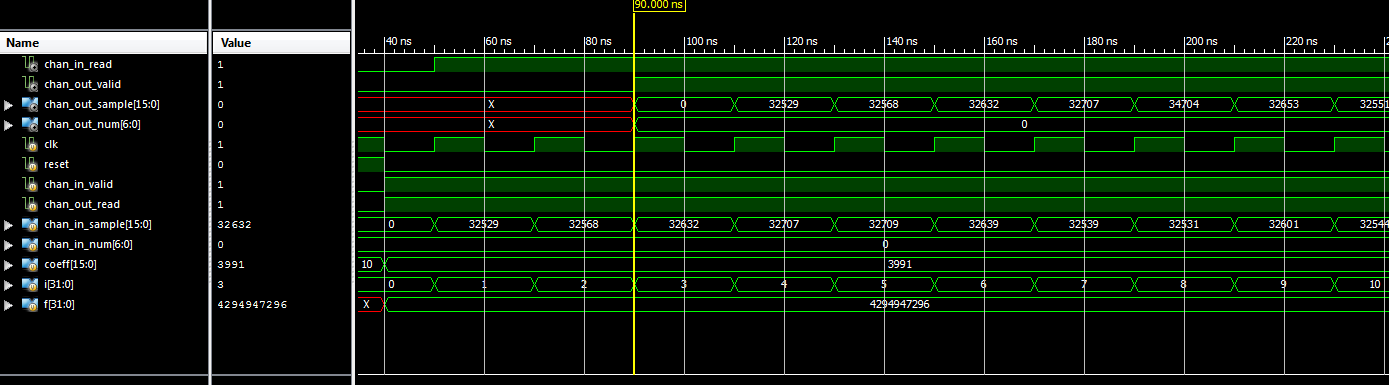 90.000 ns
Name Value 40 ns 60 ns 80 ns 100 ns 120 ns 140 ns 160 ns 180 ns 200 ns 220 ns
chan_in_read 1
chan_out_valid 1
chan_out_sample[15:0] 0 X 0 32529 32568 32632 32707 34704 32653 32551
chan_out_num[6:0] 0 X 0
clk 1
reset 0
chan_in_valid 1
chan_out_read 1
chan_in_sample[15:0] 32632 0 32529 32568 32632 32707 32709 32639 32539 32531 32601 32544
chan_in_num[6:0] 0 0
coeff[15:0] 3991 10 3991
i[31:0] 3 0 1 2 3 4 5 6 7 8 9 10
f[31:0] 4294947296 X 4294947296